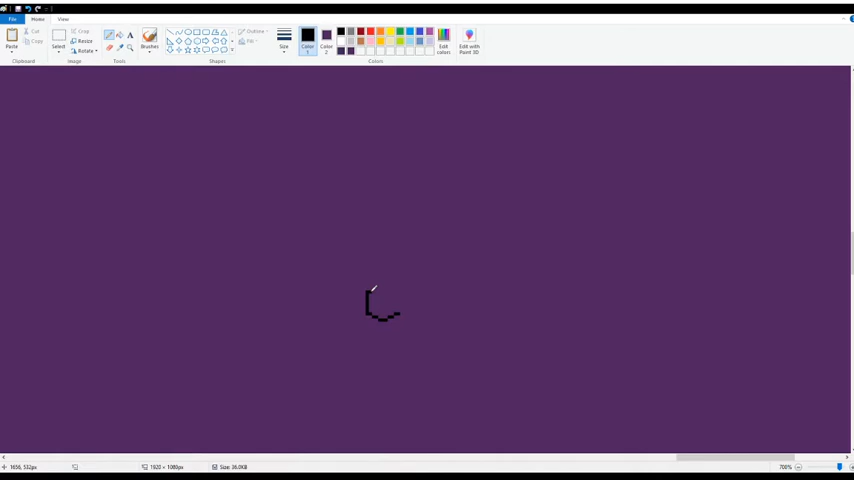 File Home View
Paste
Cut
Copy
Clipboard
Select
Crop
Resize
Rotate
Image
A
Tools
Brushes
Shapes
Outline
Fill
Size
Color 1
Color 2
Colors
Edit colors
Edit with Paint 3D
1656, 532px
1920 × 1080px
Size: 36.0KB
700%